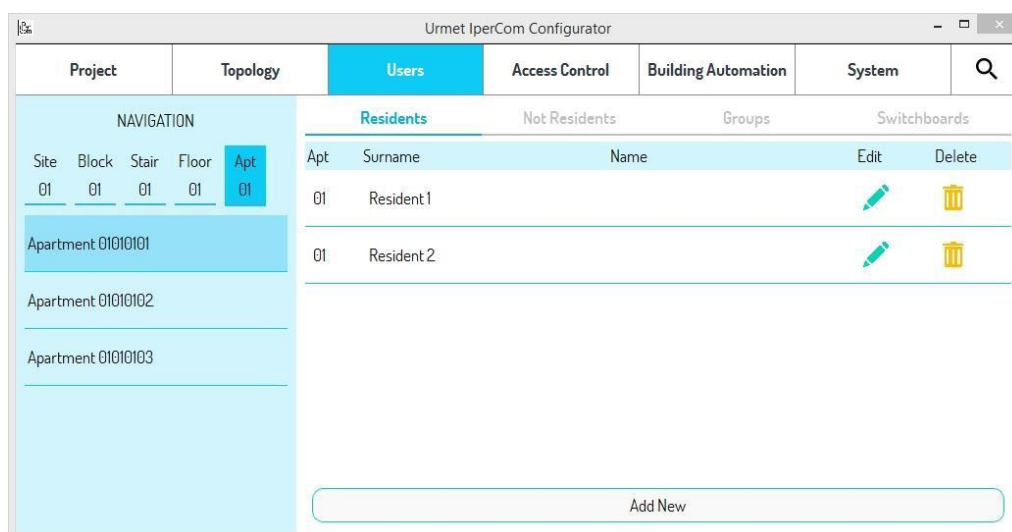 Urmet IperCom Configurator
Project Topology Users Access Control Building Automation System
NAVIGATION
Residents Not Residents Groups Switchboards
Site Block Stair Floor Apt
01 01 01 01 01
Apartment 01010101
Apartment 01010102
Apartment 01010103
Apt Surname Name Edit Delete
01 Resident 1
01 Resident 2
Add New